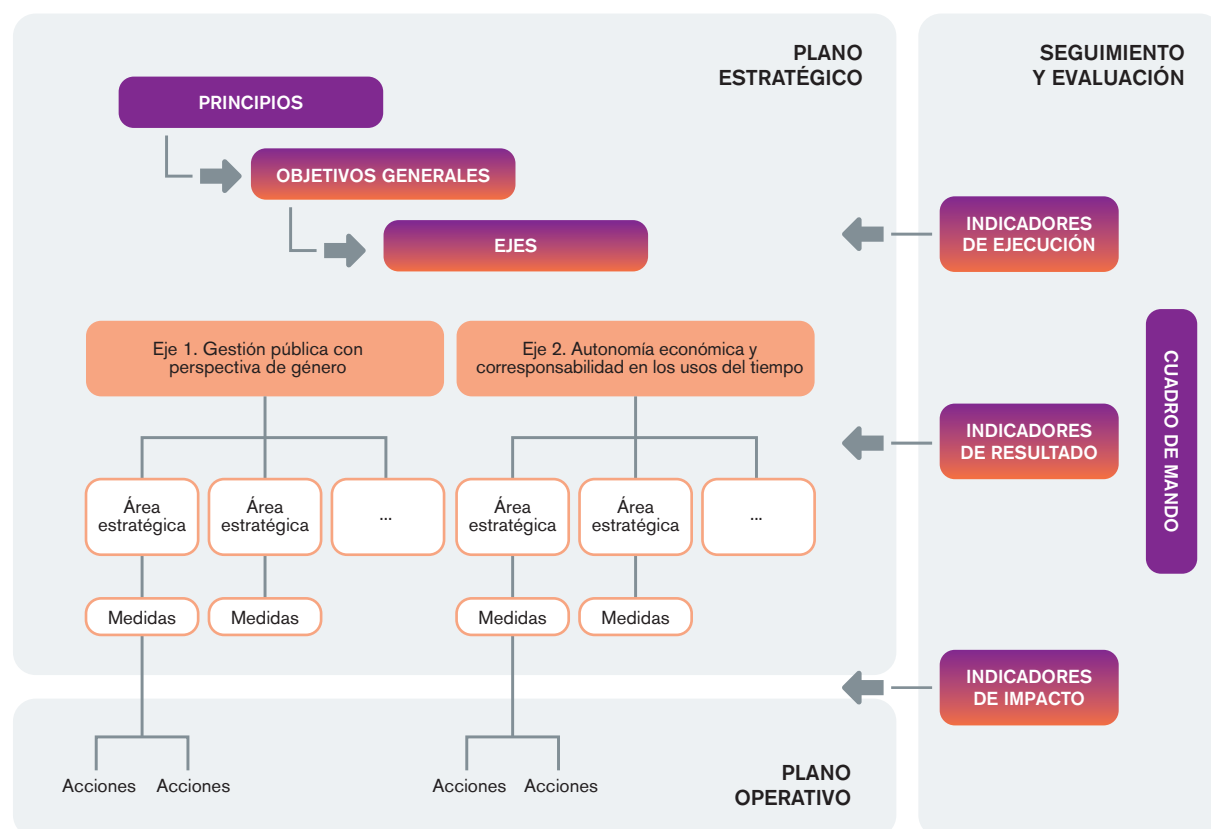 PLANO
ESTRATÉGICO
PRINCIPIOS
OBJETIVOS GENERALES
EJES
Eje 1. Gestión pública con
perspectiva de género
Eje 2. Autonomía económica y
corresponsabilidad en los usos del tiempo
Área
estratégica
Área
estratégica
...
Área
estratégica
Área
estratégica
...
Medidas
Medidas
Medidas
Medidas
Acciones
Acciones
Acciones
Acciones
PLANO
OPERATIVO
SEGUIMIENTO
Y EVALUACIÓN
INDICADORES
DE EJECUCIÓN
INDICADORES
DE RESULTADO
INDICADORES
DE IMPACTO
CUADRO DE MANDO